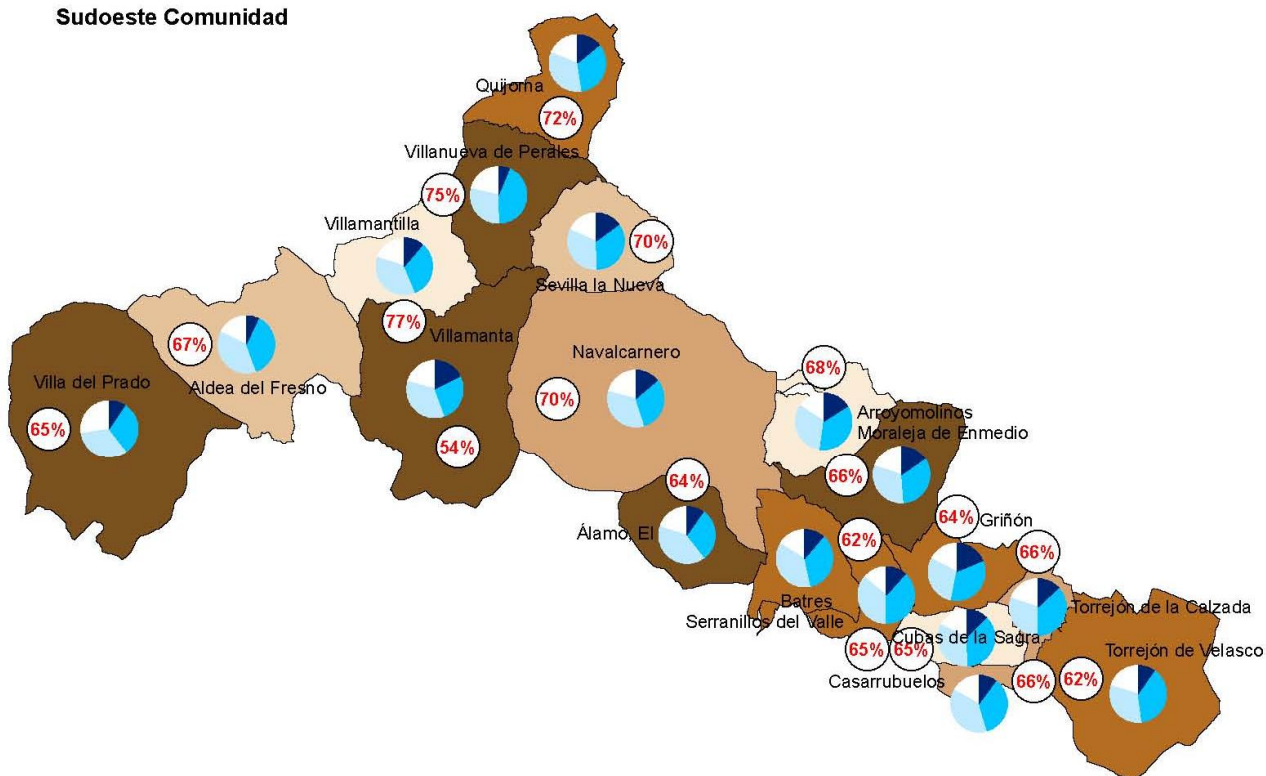 Sudoeste Comunidad
Quijorna
72%
Villanueva de Perales
75%
Villamantilla
70%
Sevilla la Nueva
77%
Villamanta
67%
Aldea del Fresno
Navalcarnero
68%
Villa del Prado
65%
70%
Arroyomolinos
Moraleja de Enmedio
54%
66%
64%
Álamo, El
64%
Griñón
62%
66%
Batres
Serranillos del Valle
Torrejón de la Calzada
Cubas de la Sagra
65%
65%
Torrejón de Velasco
Casarrubuelos
66%
62%